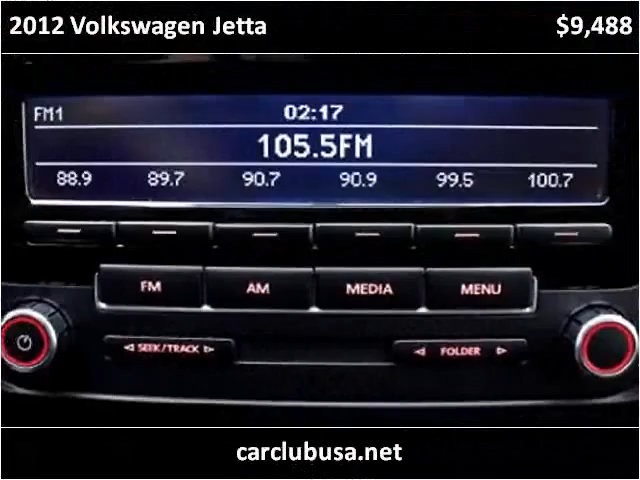 2012 Volkswagen Jetta $9,488
FM1 02:17
105.5FM
88.9 89.7 90.7 90.9 99.5 100.7
FM AM MEDIA MENU
SEEK/TRACK FOLDER
carclubusa.net